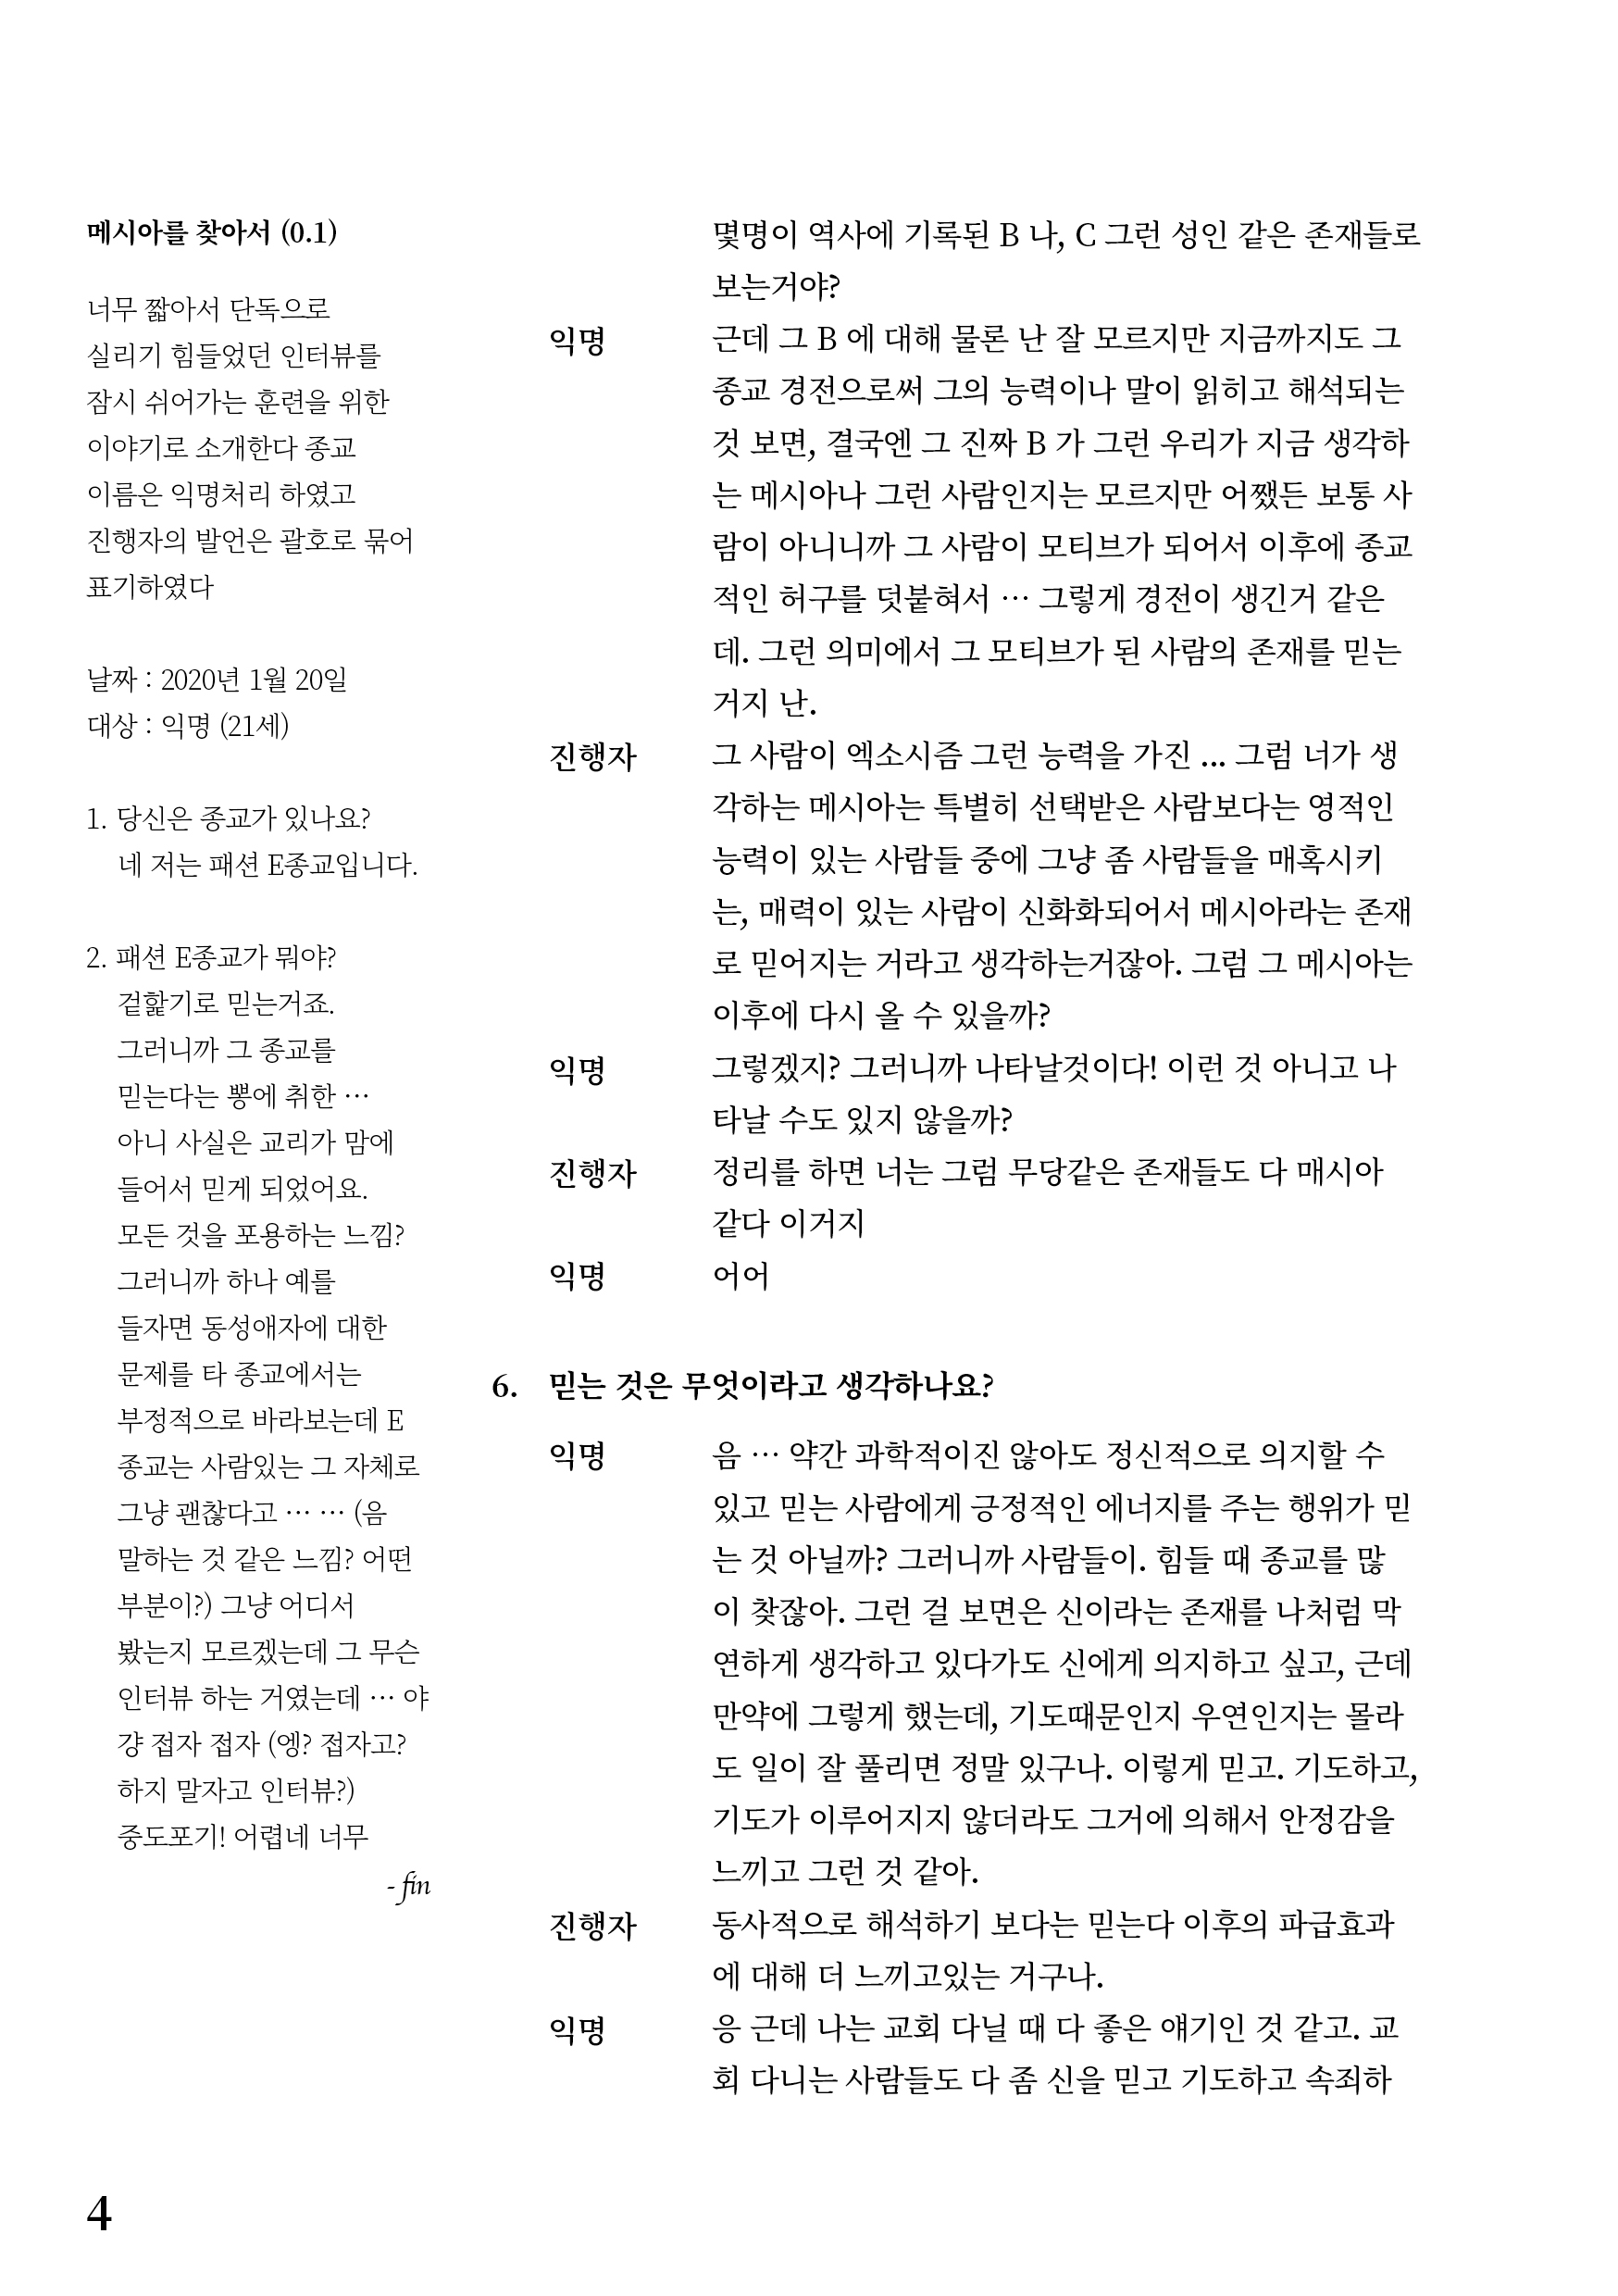 메시아를 찾아서 (0.1)
너무 짧아서 단독으로
실리기 힘들었던 인터뷰를
잠시 쉬어가는 훈련을 위한
이야기로 소개한다 종교
이름은 익명처리 하였고
진행자의 발언은 괄호로 묶어
표기하였다
날짜 : 2020년 1월 20일
대상 : 익명 (21세)
1. 당신은 종교가 있나요?
네 저는 패션 E종교입니다.
2. 패션 E종교가 뭐야?
겉핥기로 믿는거죠.
그러니까 그 종교를
믿는다는 뽕에 취한 …
아니 사실은 교리가 맘에
들어서 믿게 되었어요.
모든 것을 포용하는 느낌?
그러니까 하나 예를
들자면 동성애자에 대한
문제를 타 종교에서는
부정적으로 바라보는데 E
종교는 사람있는 그 자체로
그냥 괜찮다고 … … (음
말하는 것 같은 느낌? 어떤
부분이?) 그냥 어디서
봤는지 모르겠는데 그 무슨
인터뷰 하는 거였는데 … 야
걍 접자 접자 (엥? 접자고?
하지 말자고 인터뷰?)
중도포기! 어렵네 너무
- fin
몇명이 역사에 기록된 B 나, C 그런 성인 같은 존재들로
보는거야?
익명 근데 그 B 에 대해 물론 난 잘 모르지만 지금까지도 그
종교 경전으로써 그의 능력이나 말이 읽히고 해석되는
것 보면, 결국엔 그 진짜 B 가 그런 우리가 지금 생각하
는 메시아나 그런 사람인지는 모르지만 어쨌든 보통 사
람이 아니니까 그 사람이 모티브가 되어서 이후에 종교
적인 허구를 덧붙혀서 … 그렇게 경전이 생긴거 같은
데. 그런 의미에서 그 모티브가 된 사람의 존재를 믿는
거지 난.
진행자 그 사람이 엑소시즘 그런 능력을 가진 ... 그럼 너가 생
각하는 메시아는 특별히 선택받은 사람보다는 영적인
능력이 있는 사람들 중에 그냥 좀 사람들을 매혹시키
는, 매력이 있는 사람이 신화화되어서 메시아라는 존재
로 믿어지는 거라고 생각하는거잖아. 그럼 그 메시아는
이후에 다시 올 수 있을까?
익명 그렇겠지? 그러니까 나타날것이다! 이런 것 아니고 나
타날 수도 있지 않을까?
진행자 정리를 하면 너는 그럼 무당같은 존재들도 다 매시아
같다 이거지
익명 어어
6. 믿는 것은 무엇이라고 생각하나요?
익명 음 … 약간 과학적이진 않아도 정신적으로 의지할 수
있고 믿는 사람에게 긍정적인 에너지를 주는 행위가 믿
는 것 아닐까? 그러니까 사람들이. 힘들 때 종교를 많
이 찾잖아. 그런 걸 보면은 신이라는 존재를 나처럼 막
연하게 생각하고 있다가도 신에게 의지하고 싶고, 근데
만약에 그렇게 했는데, 기도때문인지 우연인지는 몰라
도 일이 잘 풀리면 정말 있구나. 이렇게 믿고. 기도하고,
기도가 이루어지지 않더라도 그거에 의해서 안정감을
느끼고 그런 것 같아.
진행자 동사적으로 해석하기 보다는 믿는다 이후의 파급효과
에 대해 더 느끼고있는 거구나.
익명 응 근데 나는 교회 다닐 때 다 좋은 얘기인 것 같고. 교
회 다니는 사람들도 다 좀 신을 믿고 기도하고 속죄하
4